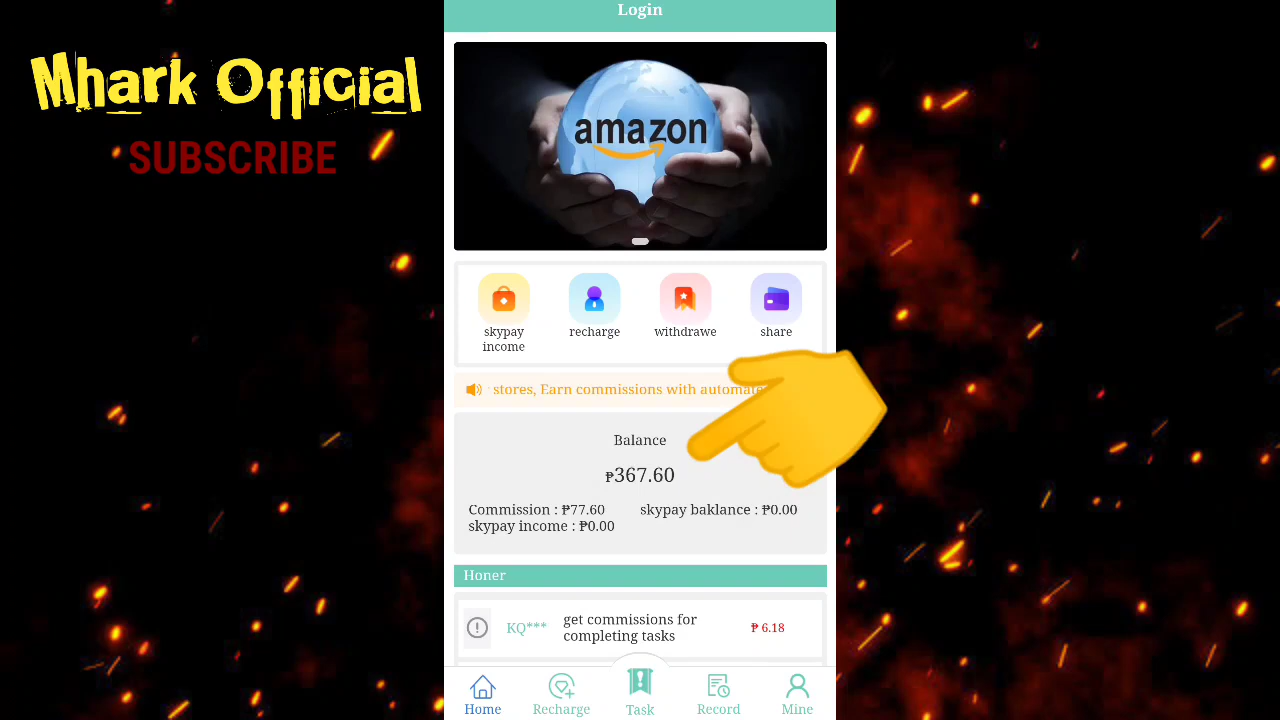 Mhark Official
SUBSCRIBE
Login
amazon
skypay
income
recharge
withdrawe
share
stores, Earn commissions with automate
Balance
₱367.60
Commission : ₱77.60
skypay baklance : ₱0.00
skypay income : ₱0.00
Honer
KQ***
get commissions for
completing tasks
₱ 6.18
Home
Recharge
Task
Record
Mine